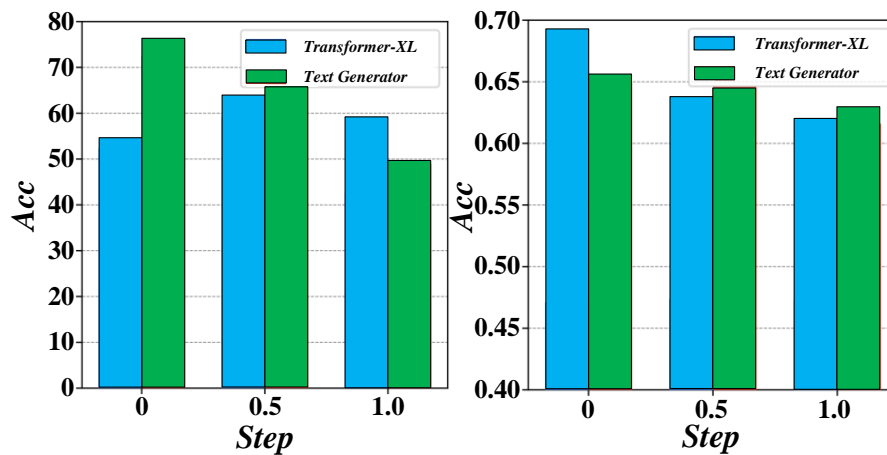 80
70
60
50
40
30
20
10
0
Acc
Transformer-XL
Text Generator
0 0.5 1.0
Step
0.70
0.65
0.60
0.55
0.50
0.45
0.40
Acc
Transformer-XL
Text Generator
0 0.5 1.0
Step